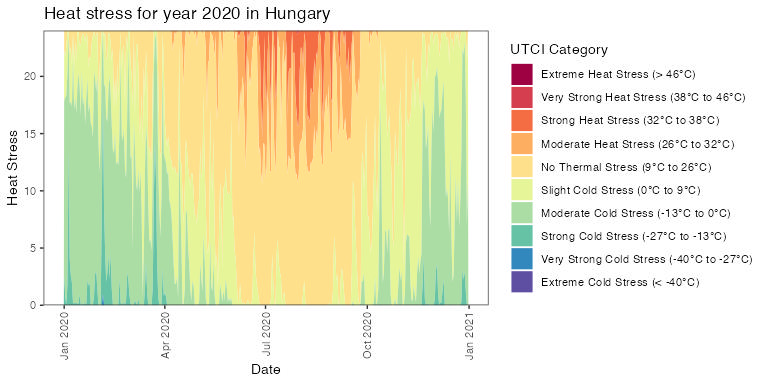 Heat stress for year 2020 in Hungary
Heat Stress
20
15
10
5
0
Jan 2020
Apr 2020
Jul 2020
Oct 2020
Jan 2021
Date
UTCI Category
Extreme Heat Stress (> 46°C)
Very Strong Heat Stress (38°C to 46°C)
Strong Heat Stress (32°C to 38°C)
Moderate Heat Stress (26°C to 32°C)
No Thermal Stress (9°C to 26°C)
Slight Cold Stress (0°C to 9°C)
Moderate Cold Stress (-13°C to 0°C)
Strong Cold Stress (-27°C to -13°C)
Very Strong Cold Stress (-40°C to -27°C)
Extreme Cold Stress (< -40°C)